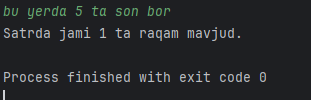 bu yerda 5 ta son bor
Satrda jami 1 ta raqam mavjud.
Process finished with exit code 0